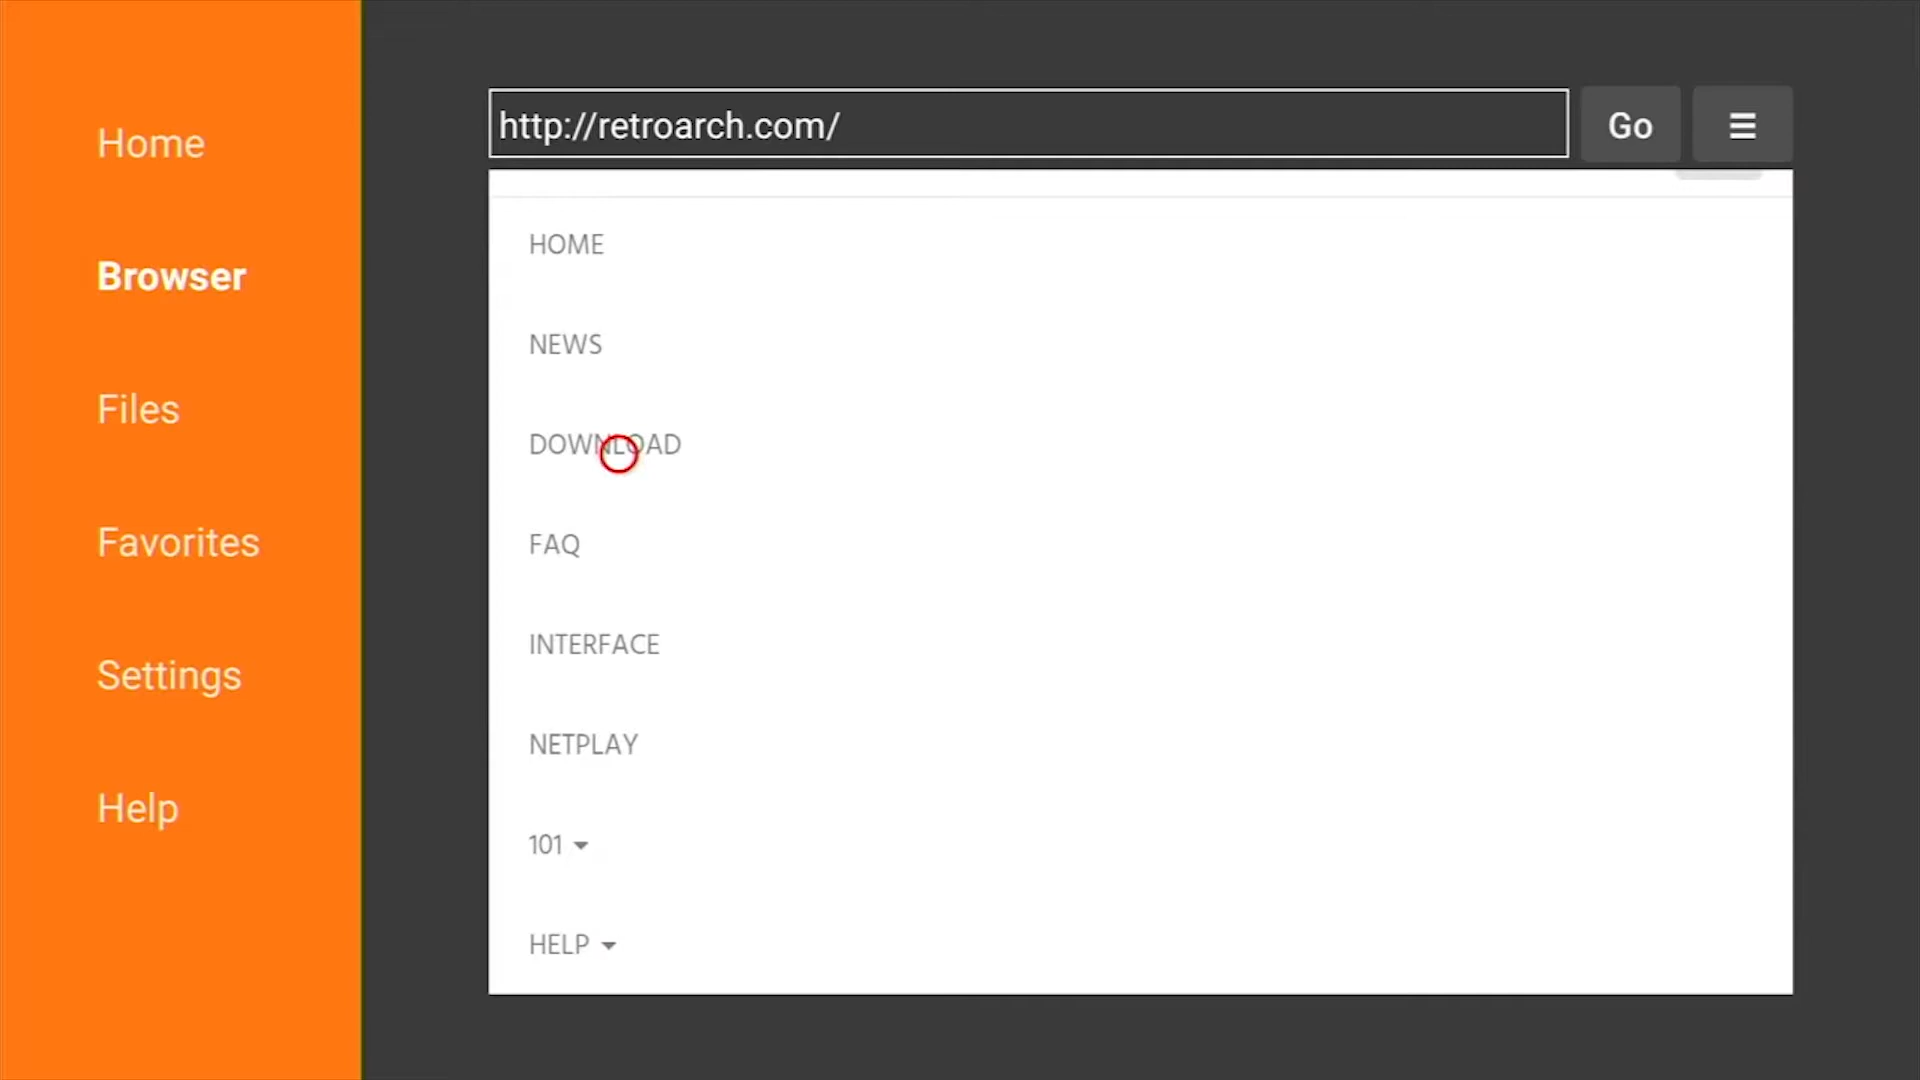 Home
Browser
Files
Favorites
Settings
Help
http://retroarch.com/
Go
HOME
NEWS
DOWNLOAD
FAQ
INTERFACE
NETPLAY
101
HELP